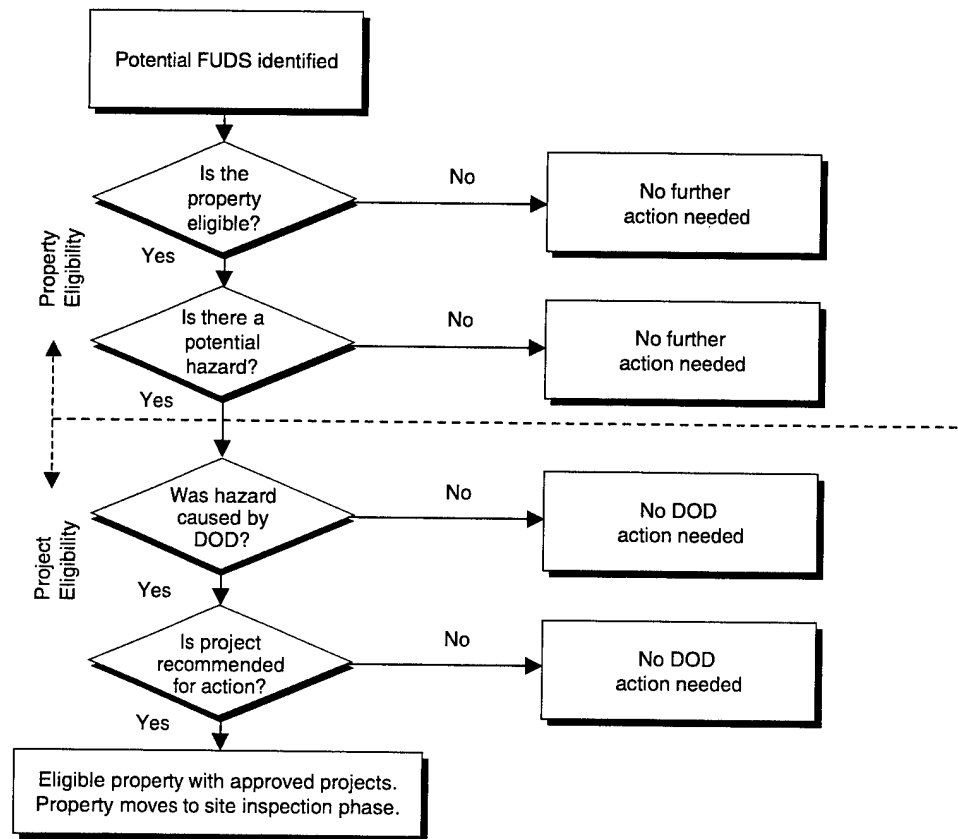 Potential FUDS identified
Is the
property
eligible?
No
No further
action needed
Yes
Property
Eligibility
Is there a
potential
hazard?
No
No further
action needed
Yes
Project
Eligibility
Was hazard
caused by
DOD?
No
No DOD
action needed
Yes
Is project
recommended
for action?
No
No DOD
action needed
Yes
Eligible property with approved projects.
Property moves to site inspection phase.